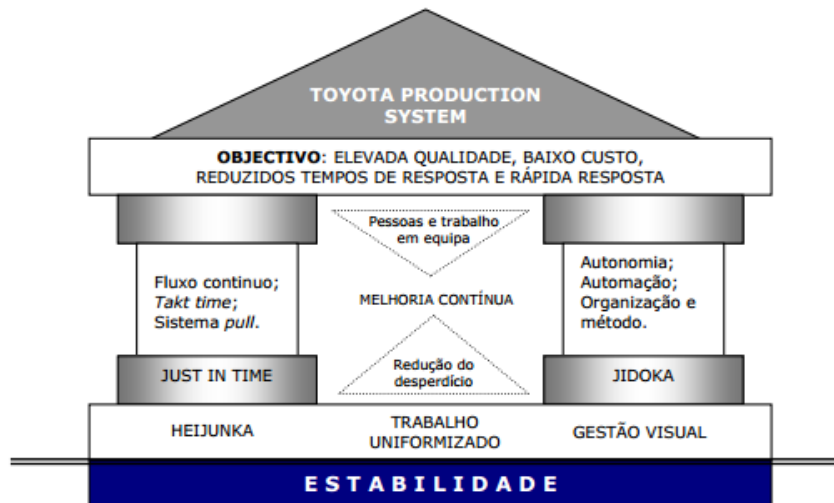 TOYOTA PRODUCTION
SYSTEM
OBJECTIVO: ELEVADA QUALIDADE, BAIXO CUSTO,
REDUZIDOS TEMPOS DE RESPOSTA E RÁPIDA RESPOSTA
Fluxo continuo;
Takt time;
Sistema pull.
JUST IN TIME
Pessoas e trabalho
em equipa
MELHORIA CONTÍNUA
Redução do
desperdício
Autonomia;
Automação;
Organização e
método.
JIDOKA
HEIJUNKA
TRABALHO
UNIFORMIZADO
GESTÃO VISUAL
ESTABILIDADE